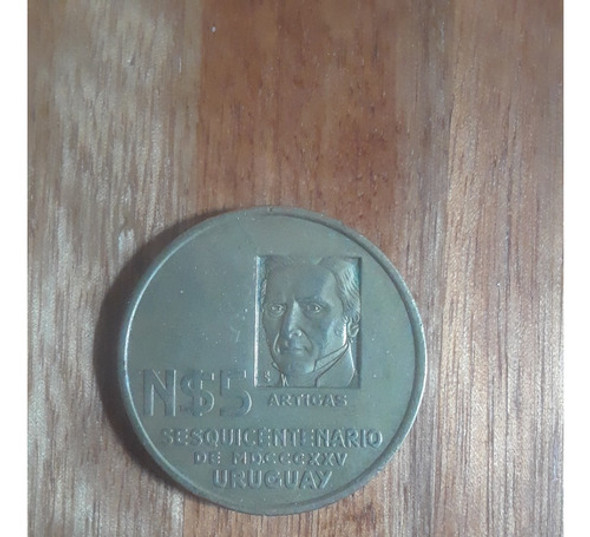 N$5
ARTIGAS
SESQUICENTENARIO
DE MDCCCXXV
URUGUAY